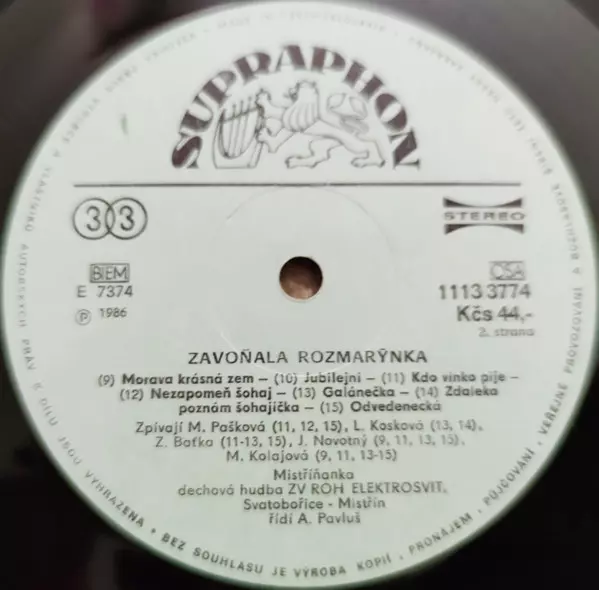 SUPRAPHON
33
STEREO
BIEM
E 7374
Ⓟ 1986
OSA
1113 3774
Kčs 44,-
2. strana
ZAVOŇALA ROZMARÝNKA
(9) Morava krásná zem – (10) Jubilejní – (11) Kdo vínko pije –
(12) Nezapomeň šohaj – (13) Galánečka – (14) Zdaleka
poznám šohajíčka – (15) Odvedenecká
Zpívají M. Pašková (11, 12, 15), L. Kosková (13, 14),
Z. Baťka (11-13, 15), J. Novotný (9, 11, 13, 15),
M. Kolajová (9, 11, 13-15)
Mistříňanka
dechová hudba ZV ROH ELEKTROSVIT,
Svatobořice - Mistřín
řídí A. Pavluš
A VLASTNÍKŮ AUTORSKÝCH PRÁV K DÍLU JSOU VYHRAZENA • BEZ SOUHLASU JE VÝROBA KOPIÍ, PRONÁJEM, PŮJČOVÁNÍ, VEŘEJNÉ PROVOZOVÁNÍ A